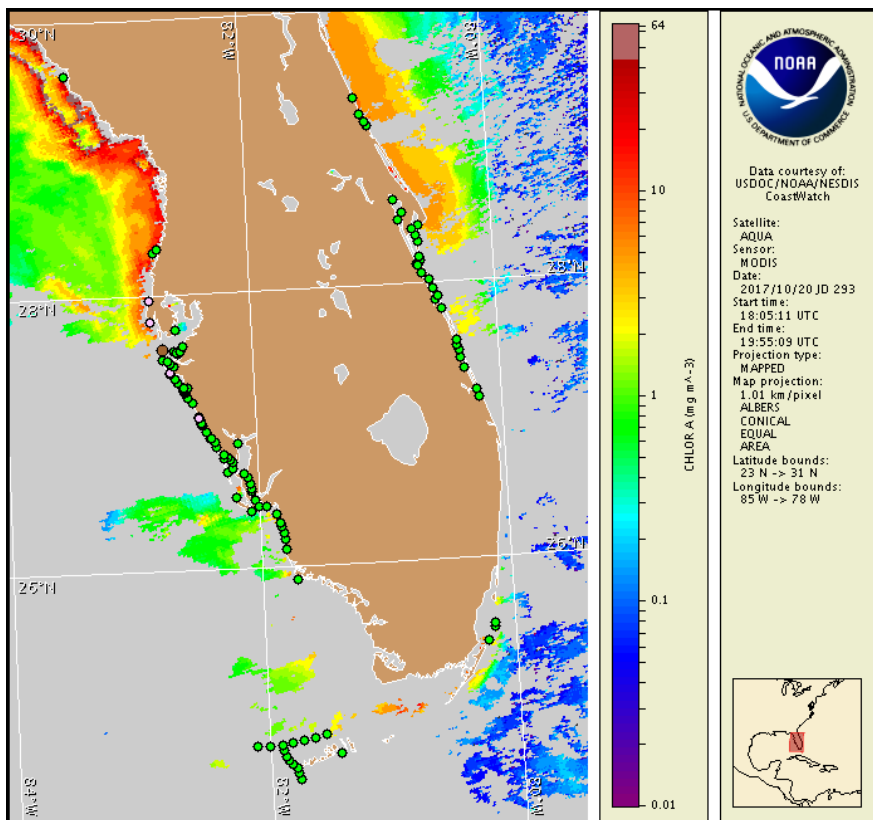 30°N
82°W
80°W
28°N
28°N
26°N
26°N
84°W
82°W
80°W
64
10
1
0.1
0.01
CHLOR A (mg m^-3)
NATIONAL OCEANIC AND ATMOSPHERIC ADMINISTRATION
NOAA
U.S. DEPARTMENT OF COMMERCE
Data courtesy of:
USDOC/NOAA/NESDIS
CoastWatch
Satellite:
AQUA
Sensor:
MODIS
Date:
2017/10/20 JD 293
Start time:
18:05:11 UTC
End time:
19:55:09 UTC
Projection type:
MAPPED
Map projection:
1.01 km/pixel
ALBERS
CONICAL
EQUAL
AREA
Latitude bounds:
23 N -> 31 N
Longitude bounds:
85 W -> 78 W